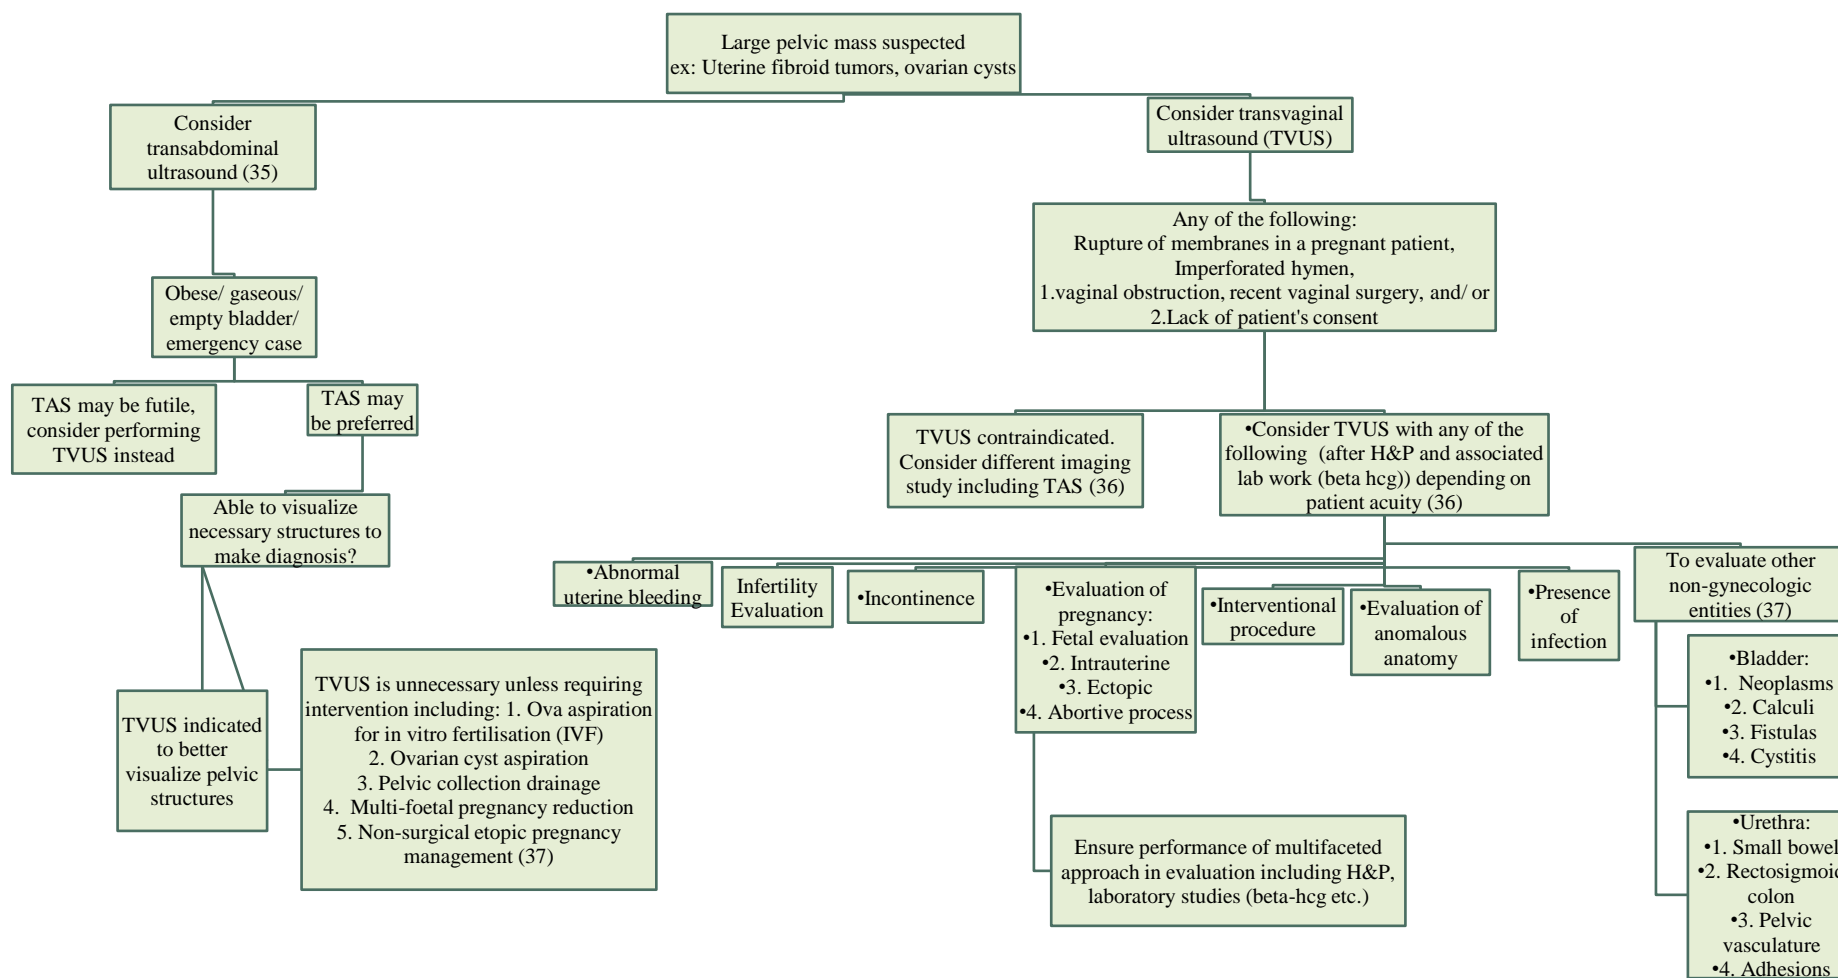 Large pelvic mass suspected
ex: Uterine fibroid tumors, ovarian cysts
Consider
transabdominal
ultrasound (35)
Consider transvaginal
ultrasound (TVUS)
Any of the following:
Rupture of membranes in a pregnant patient,
Imperforated hymen,
1.vaginal obstruction, recent vaginal surgery, and/ or
2.Lack of patient's consent
Obese/ gaseous/
empty bladder/
emergency case
TAS may be futile,
consider performing
TVUS instead
TAS may
be preferred
TVUS contraindicated.
Consider different imaging
study including TAS (36)
•Consider TVUS with any of the
following (after H&P and associated
lab work (beta hcg)) depending on
patient acuity (36)
Able to visualize
necessary structures to
make diagnosis?
•Abnormal
uterine bleeding
Infertility
Evaluation
•Incontinence
•Evaluation of
pregnancy:
•1. Fetal evaluation
•2. Intrauterine
•3. Ectopic
•4. Abortive process
•Interventional
procedure
•Evaluation of
anomalous
anatomy
•Presence
of
infection
To evaluate other
non-gynecologic
entities (37)
•Bladder:
•1. Neoplasms
•2. Calculi
•3. Fistulas
•4. Cystitis
TVUS indicated
to better
visualize pelvic
structures
TVUS is unnecessary unless requiring
intervention including: 1. Ova aspiration
for in vitro fertilisation (IVF)
2. Ovarian cyst aspiration
3. Pelvic collection drainage
4. Multi-foetal pregnancy reduction
5. Non-surgical etopic pregnancy
management (37)
Ensure performance of multifaceted
approach in evaluation including H&P,
laboratory studies (beta-hcg etc.)
•Urethra:
•1. Small bowel
•2. Rectosigmoid
colon
•3. Pelvic
vasculature
•4. Adhesions